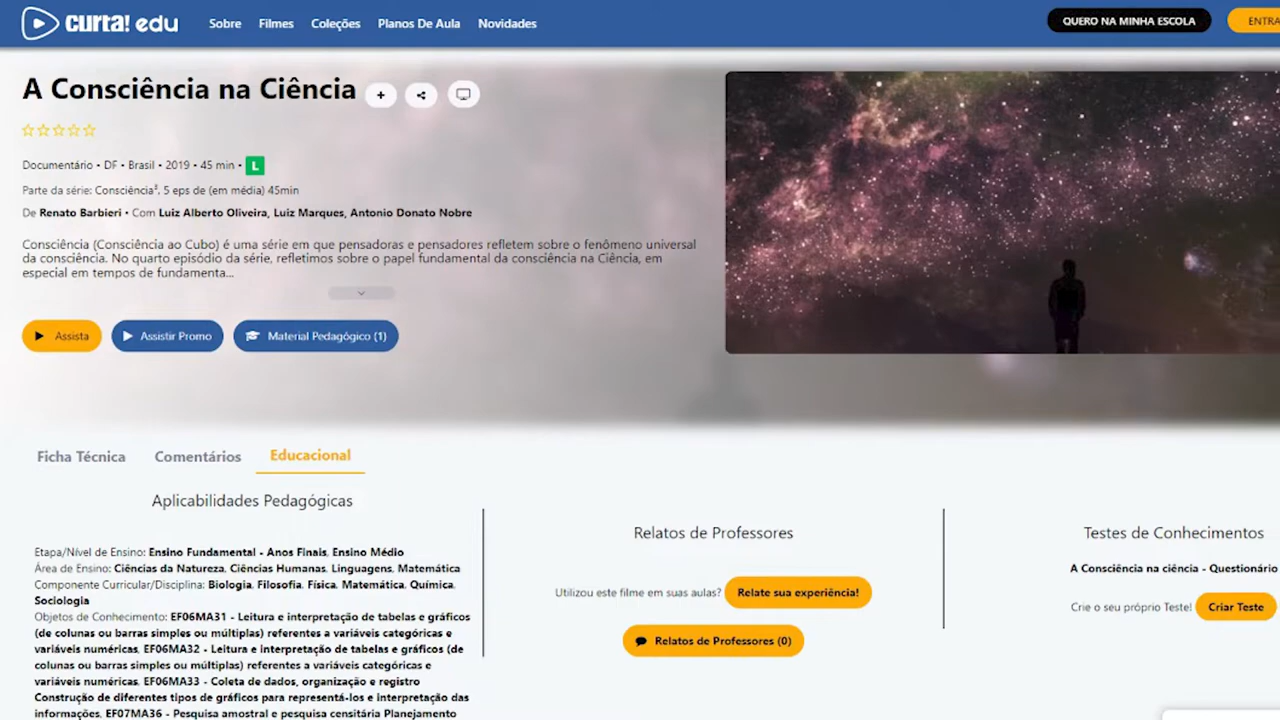 curta! edu
Sobre
Filmes
Coleções
Planos De Aula
Novidades
QUERO NA MINHA ESCOLA
A Consciência na Ciência
Documentário • DF • Brasil • 2019 • 45 min • L
Parte da série: Consciência³, 5 eps de (em média) 45min
De Renato Barbieri • Com Luiz Alberto Oliveira, Luiz Marques, Antonio Donato Nobre
Consciência (Consciência ao Cubo) é uma série em que pensadoras e pensadores refletem sobre o fenômeno universal
da consciência. No quarto episódio da série, refletimos sobre o papel fundamental da consciência na Ciência, em
especial em tempos de fundamenta...
Assista
Assistir Promo
Material Pedagógico (1)
Ficha Técnica
Comentários
Educacional
Aplicabilidades Pedagógicas
Etapa/Nível de Ensino: Ensino Fundamental - Anos Finais, Ensino Médio
Área de Ensino: Ciências da Natureza, Ciências Humanas, Linguagens, Matemática
Componente Curricular/Disciplina: Biologia, Filosofia, Física, Matemática, Química,
Sociologia
Objetos de Conhecimento: EF06MA31 - Leitura e interpretação de tabelas e gráficos
(de colunas ou barras simples ou múltiplas) referentes a variáveis categóricas e
variáveis numéricas, EF06MA32 - Leitura e interpretação de tabelas e gráficos (de
colunas ou barras simples ou múltiplas) referentes a variáveis categóricas e
variáveis numéricas, EF06MA33 - Coleta de dados, organização e registro
Construção de diferentes tipos de gráficos para representá-los e interpretação das
informações, EF07MA36 - Pesquisa amostral e pesquisa censitária Planejamento
Relatos de Professores
Utilizou este filme em suas aulas?
Relate sua experiência!
Relatos de Professores (0)
Testes de Conhecimentos
A Consciência na ciência - Questionário
Crie o seu próprio Teste!
Criar Teste